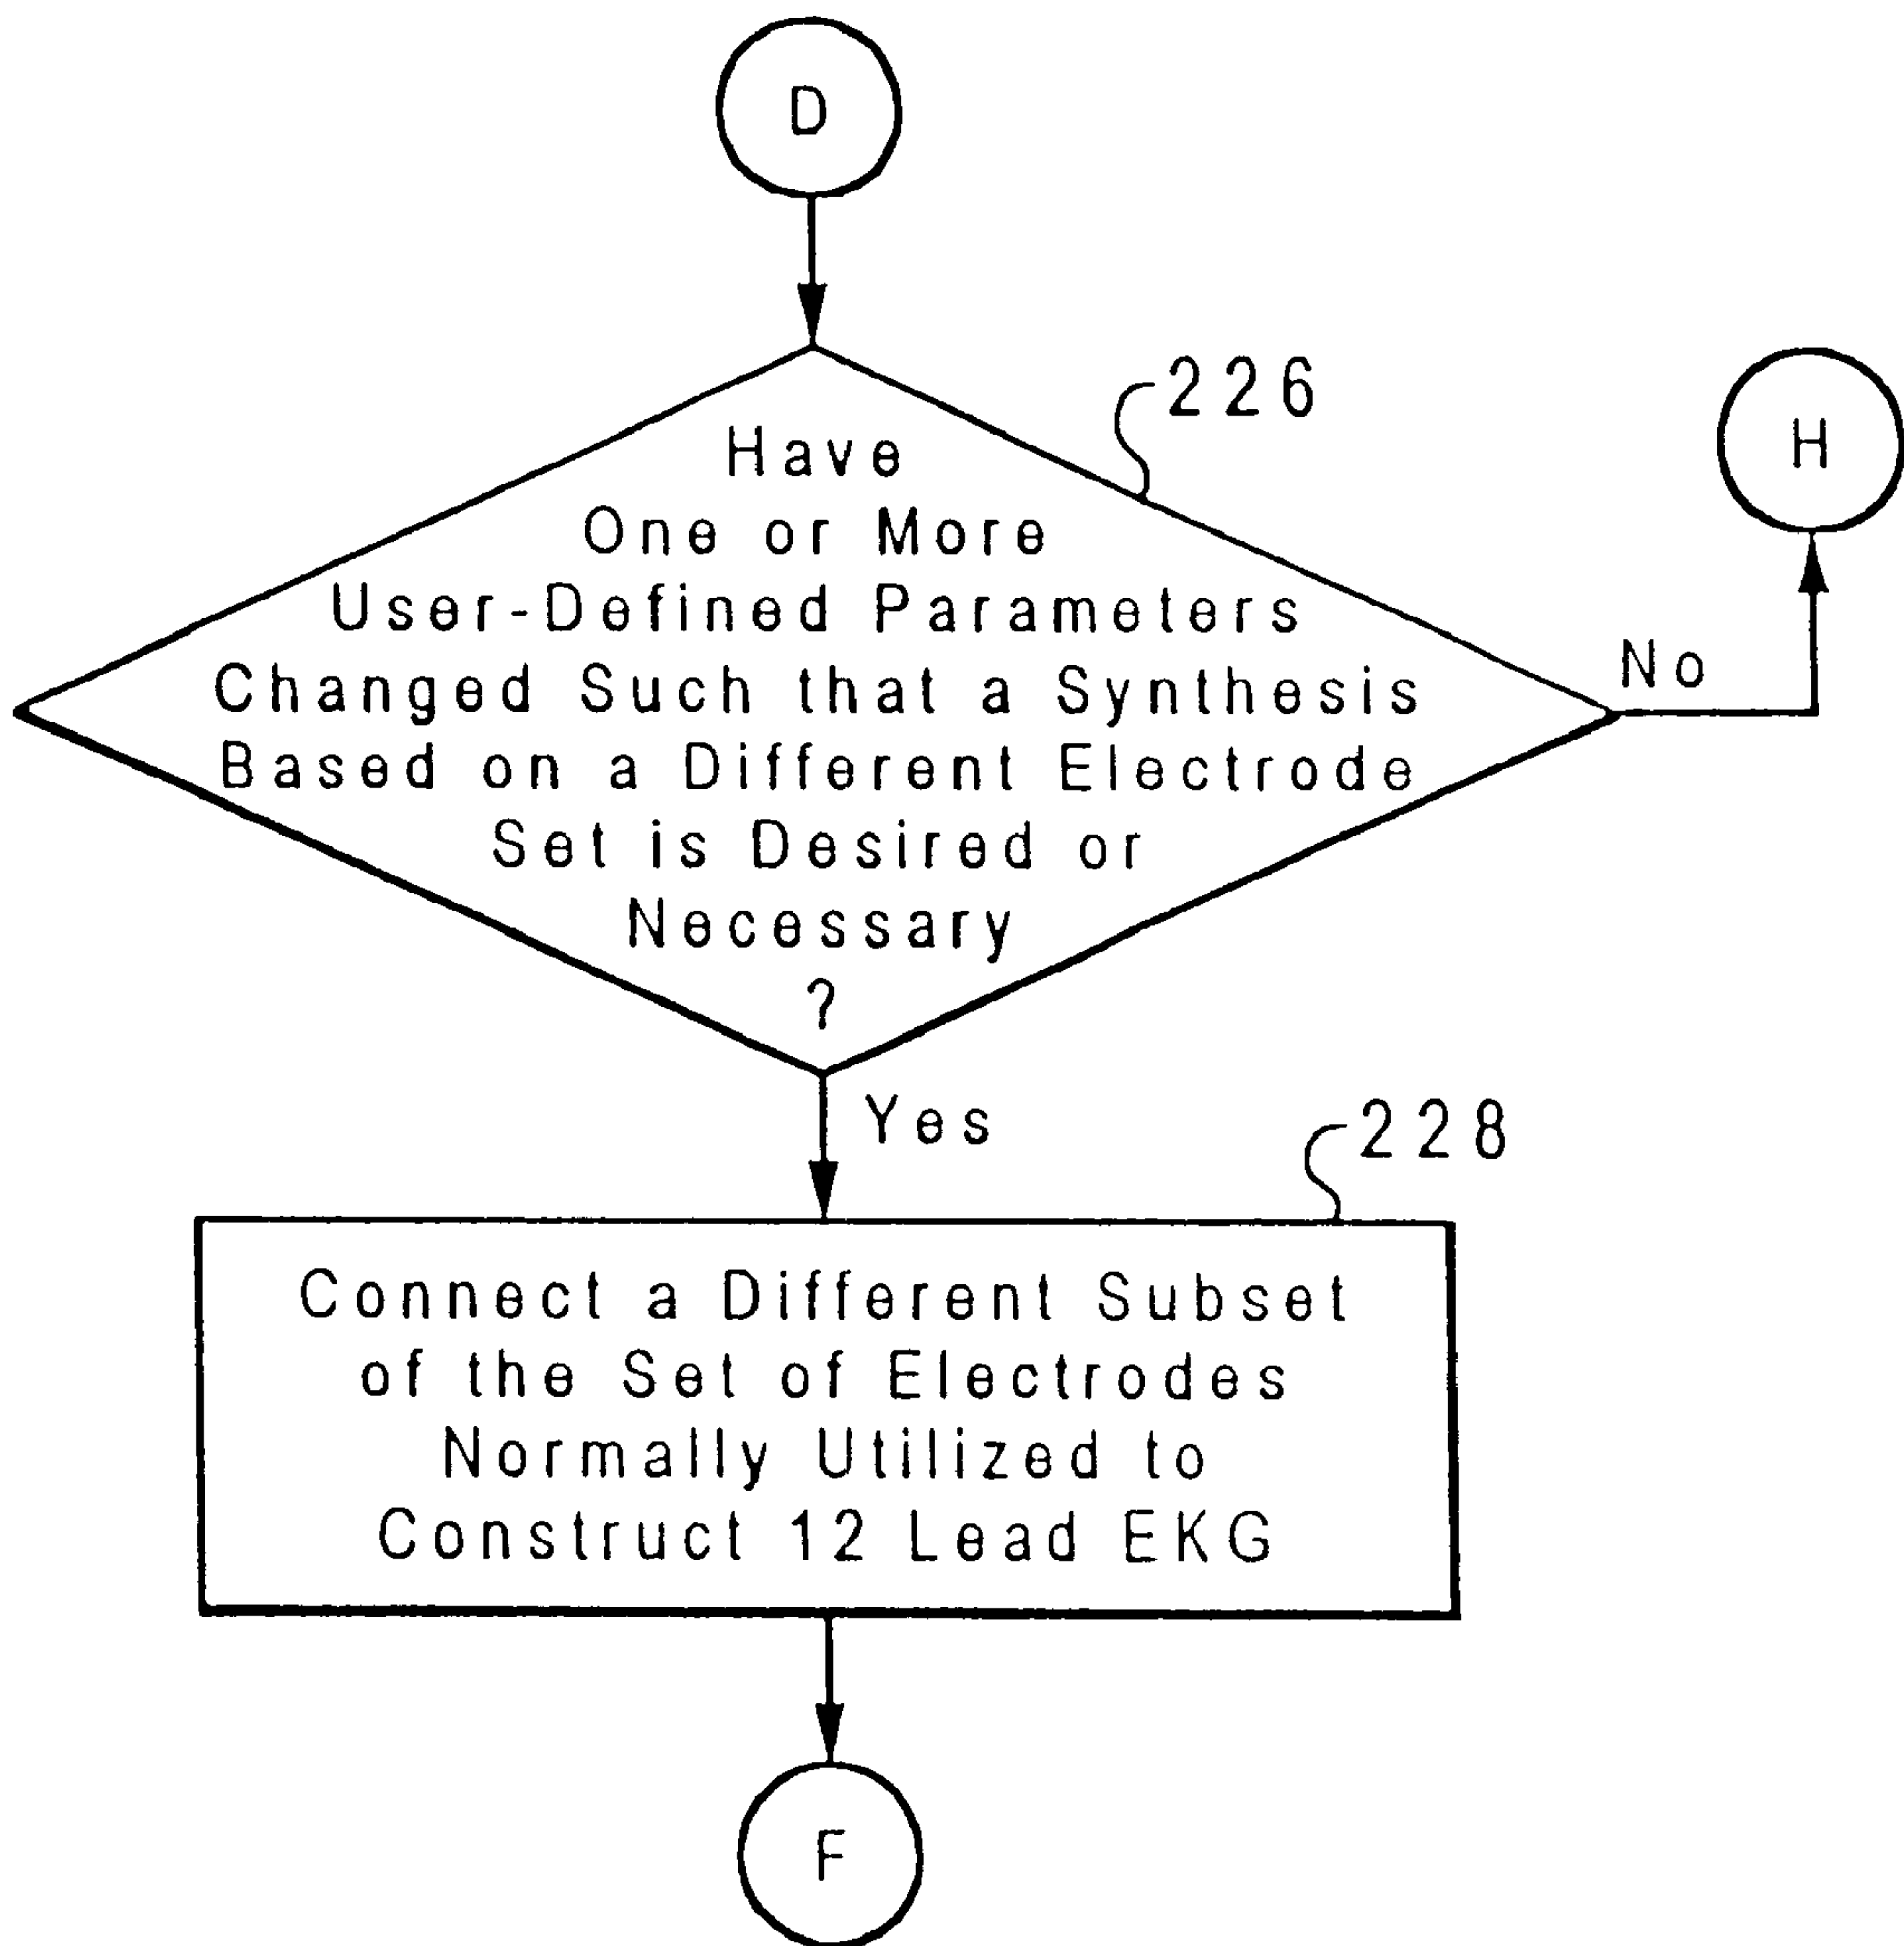 D
226
Have
One or More
User-Defined Parameters
Changed Such that a Synthesis
Based on a Different Electrode
Set is Desired or
Necessary
?
No
H
Yes
228
Connect a Different Subset
of the Set of Electrodes
Normally Utilized to
Construct 12 Lead EKG
F